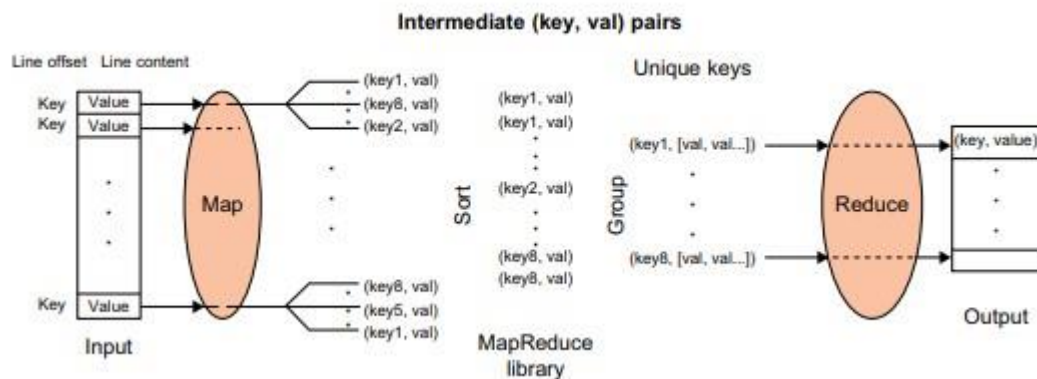 Intermediate (key, val) pairs
Line offset Line content
Unique keys
Key Value
Key Value
Key Value
Input
Map
(key1, val)
(key8, val)
(key2, val)
(key8, val)
(key5, val)
(key1, val)
Sort
(key1, val)
(key1, val)
(key2, val)
(key8, val)
(key8, val)
MapReduce
library
Group
(key1, [val, val...])
(key8, [val, val...])
Reduce
(key, value)
Output